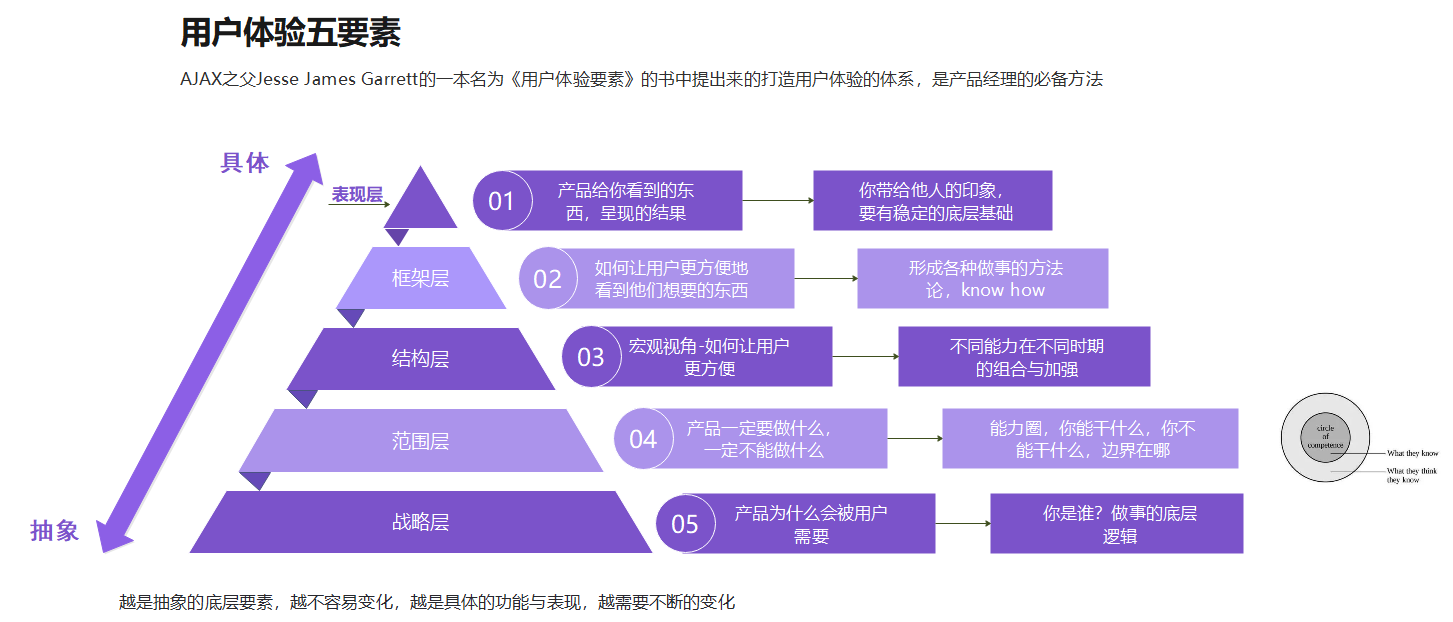 用户体验五要素
AJAX之父Jesse James Garrett的一本名为《用户体验要素》的书中提出来的打造用户体验的体系，是产品经理的必备方法
具体
表现层
01
产品给你看到的东
西，呈现的结果
你带给他人的印象，
要有稳定的底层基础
框架层
02
如何让用户更方便地
看到他们想要的东西
形成各种做事的方法
论，know how
结构层
03
宏观视角-如何让用户
更方便
不同能力在不同时期
的组合与加强
范围层
04
产品一定要做什么，
一定不能做什么
能力圈，你能干什么，你不
能干什么，边界在哪
circle
of
competence
What they know
What they think
they know
抽象
战略层
05
产品为什么会被用户
需要
你是谁？做事的底层
逻辑
越是抽象的底层要素，越不容易变化，越是具体的功能与表现，越需要不断的变化